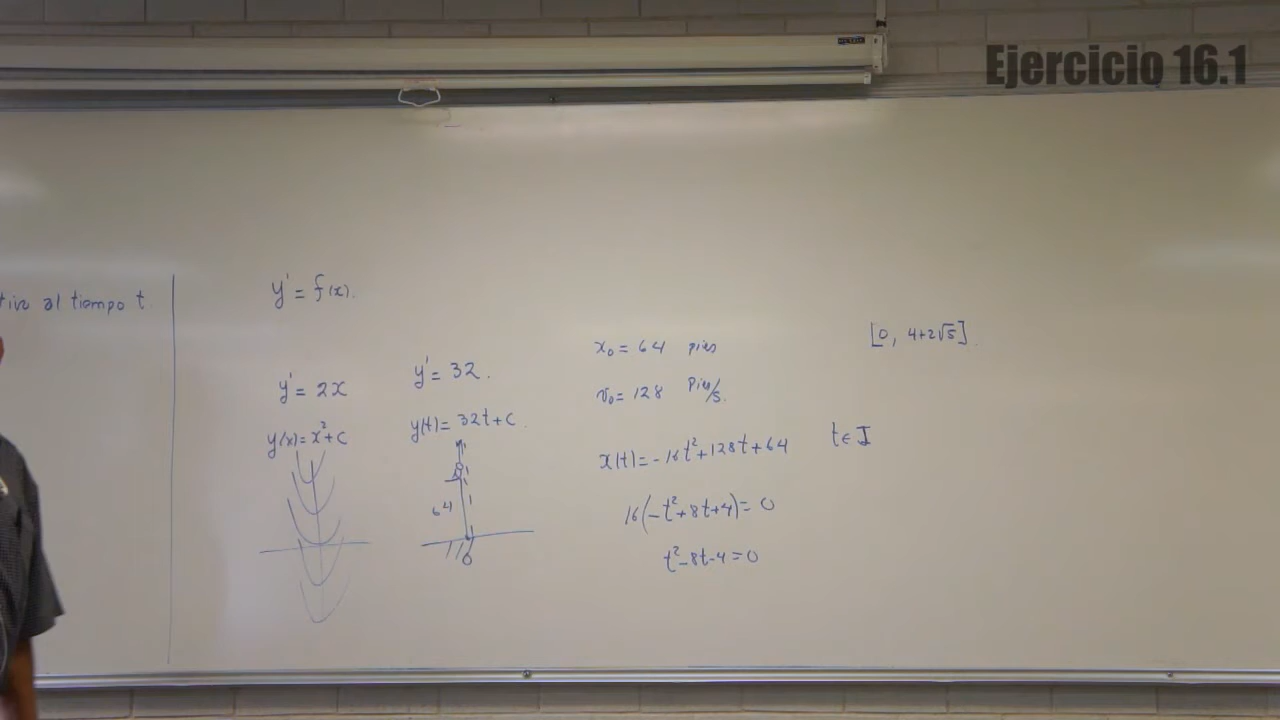 Ejercicio 16.1
al tiempo t.
y' = f(x).
y' = 2x
y(x) = x²+c
y' = 32.
y(t) = 32t+c.
64
0
x₀ = 64 pies
v₀ = 128 Pies/s.
x(t) = -16t²+128t+64
t ∈ I
16(-t²+8t+4) = 0
t²-8t-4 = 0
[0, 4+2√5].